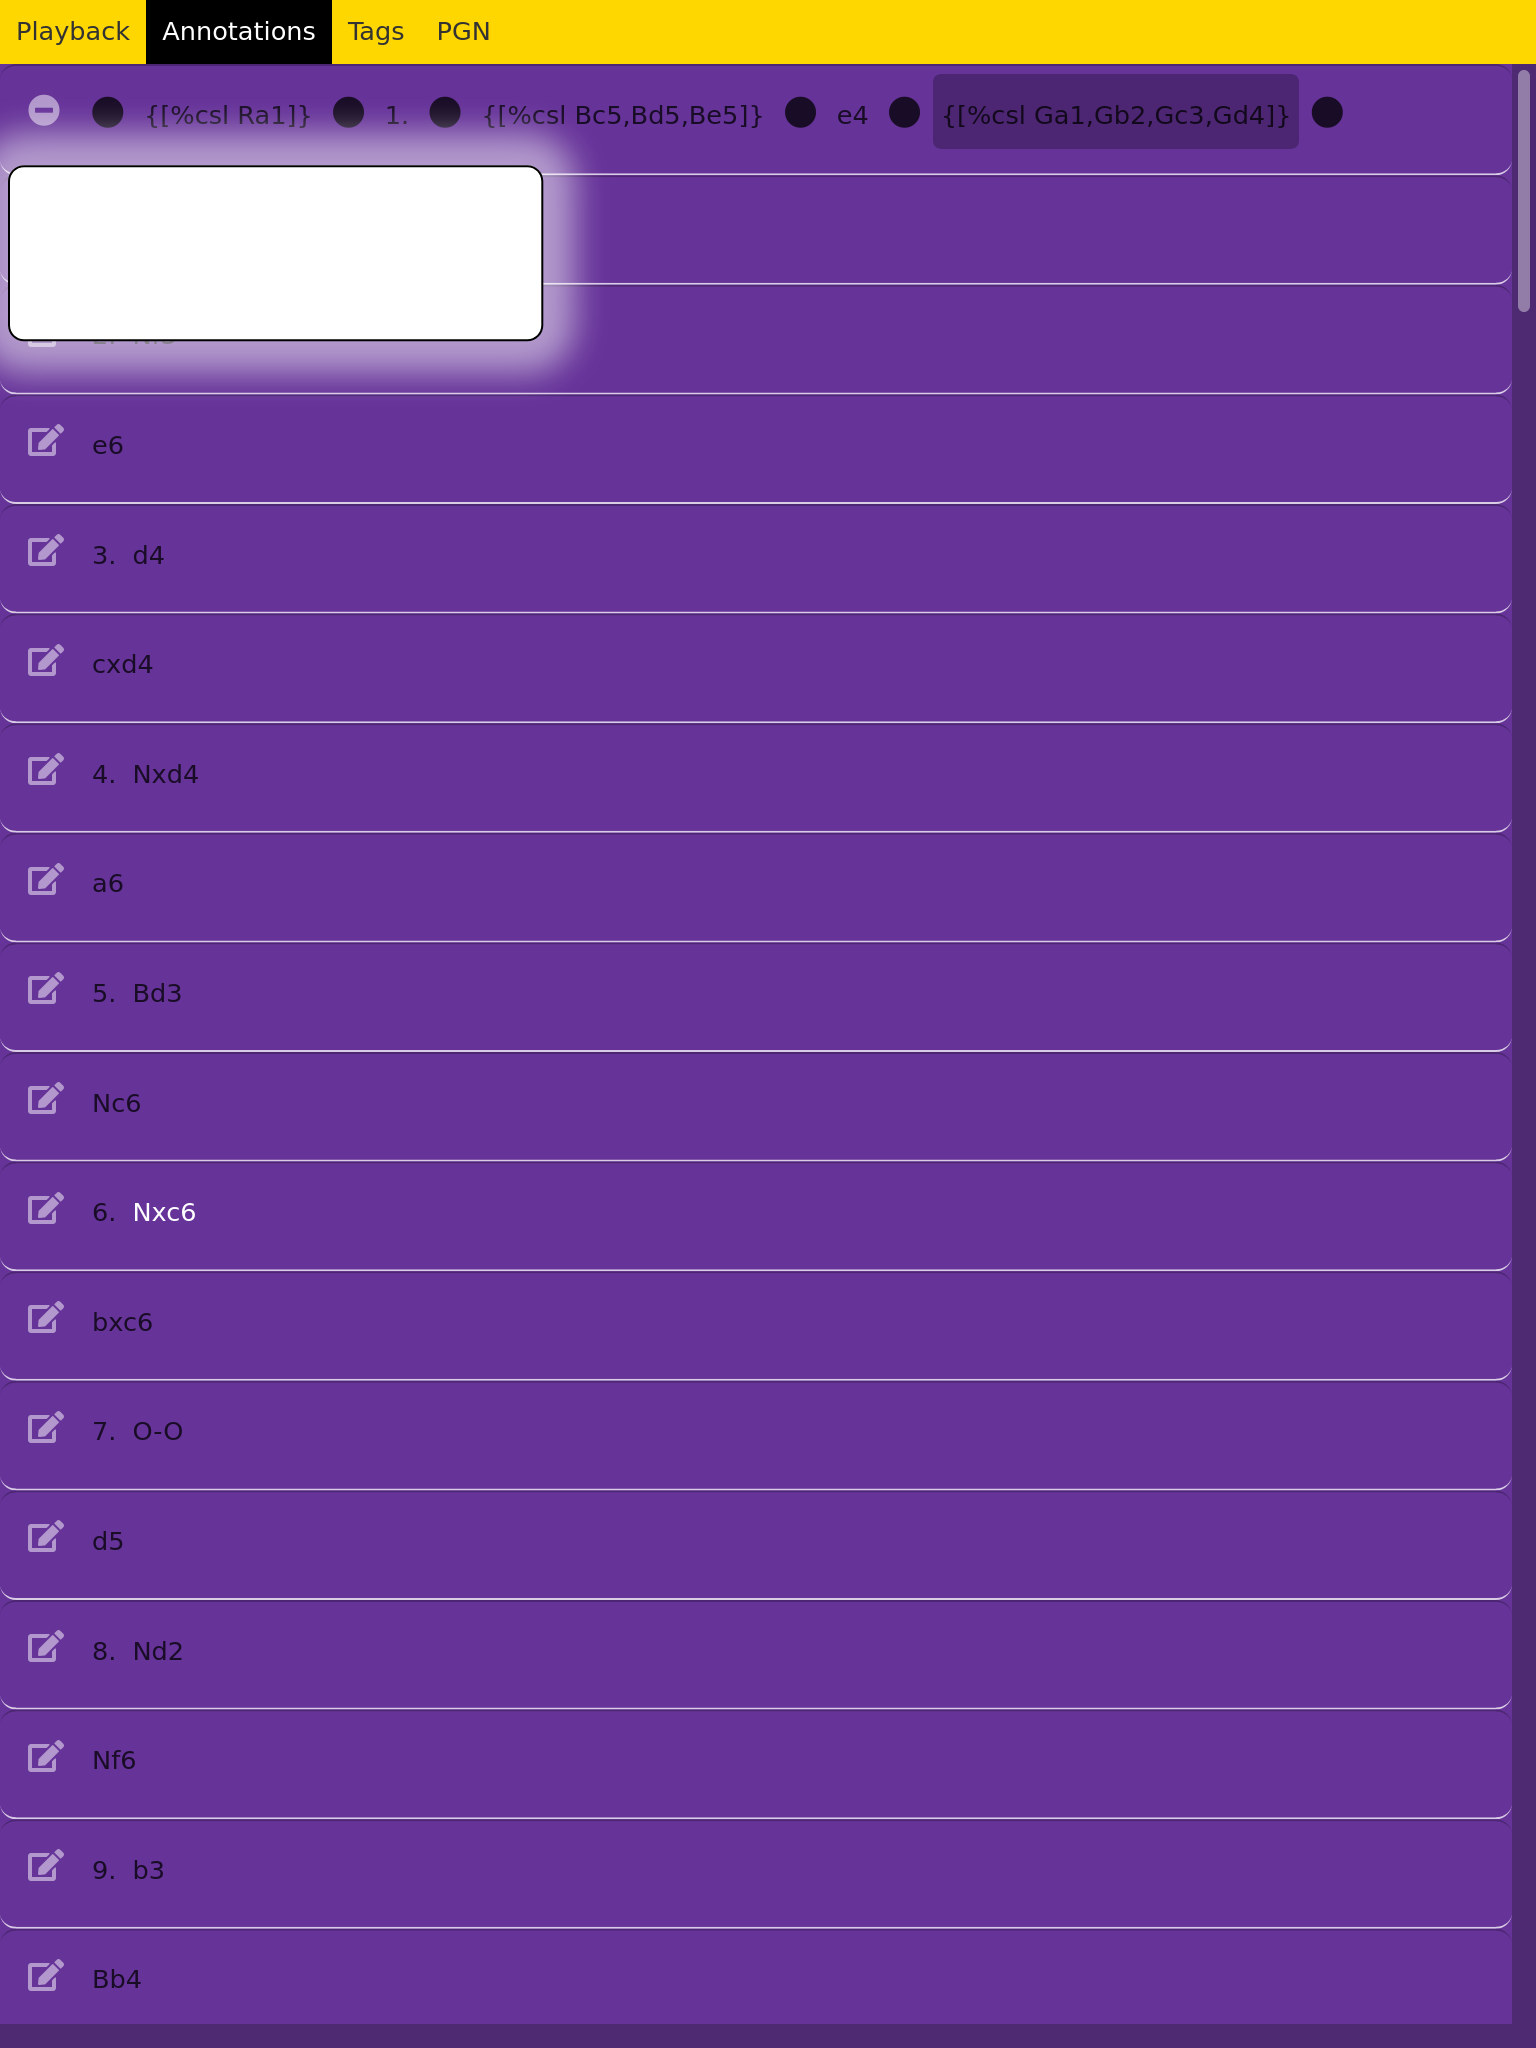 Playback Annotations Tags PGN
{[%csl Ra1]} 1. {[%csl Bc5,Bd5,Be5]} e4 {[%csl Ga1,Gb2,Gc3,Gd4]}
e6
3. d4
cxd4
4. Nxd4
a6
5. Bd3
Nc6
6. Nxc6
bxc6
7. O-O
d5
8. Nd2
Nf6
9. b3
Bb4